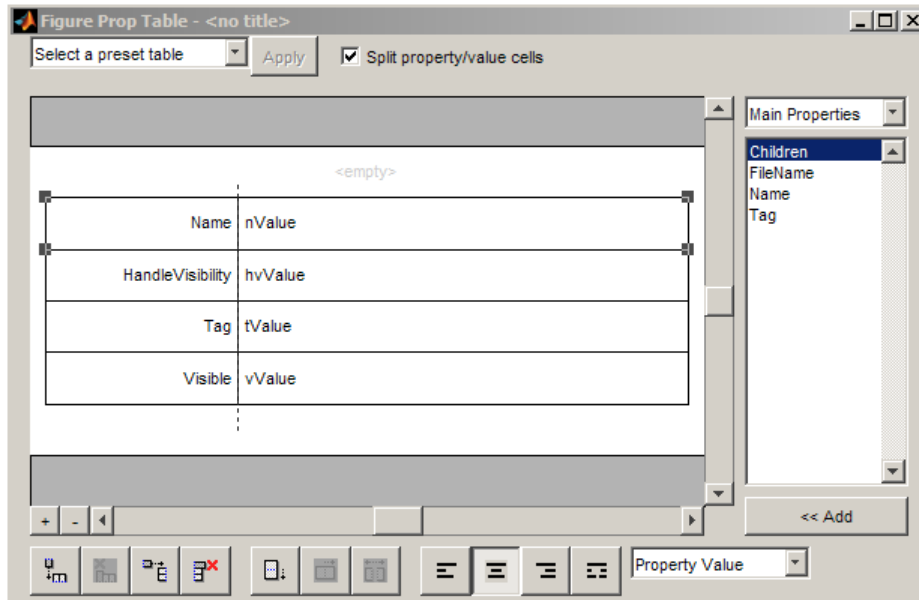 Figure Prop Table - <no title>
Select a preset table
Apply
Split property/value cells
Main Properties
Children
FileName
Name
Tag
<empty>
Name nValue
HandleVisibility hvValue
Tag tValue
Visible vValue
+ -
<< Add
Property Value